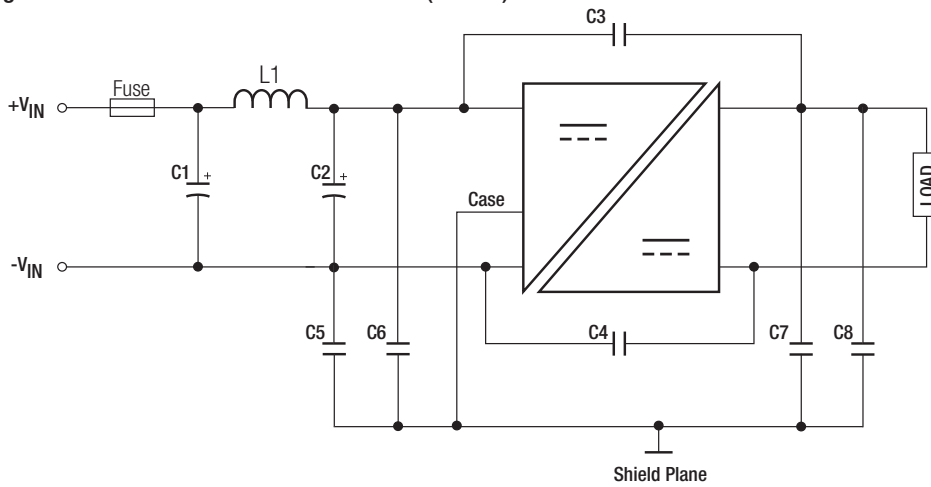 C3
Fuse
L1
+VIN
C1
+
C2
+
Case
LOAD
-VIN
C5
C6
C4
C7
C8
Shield Plane